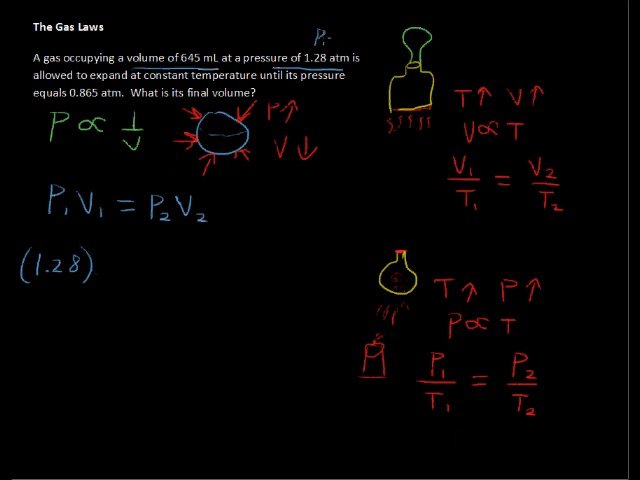 The Gas Laws
P₁
A gas occupying a volume of 645 mL at a pressure of 1.28 atm is
allowed to expand at constant temperature until its pressure
equals 0.865 atm.  What is its final volume?
P ∝ 1/V
P↑
V↓
P₁V₁ = P₂V₂
(1.28)
T↑ V↑
V∝T
V₁/T₁ = V₂/T₂
T↑ P↑
P∝T
P₁/T₁ = P₂/T₂